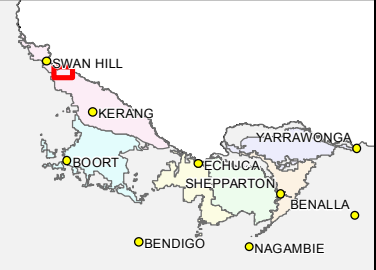 SWAN HILL
KERANG
YARRAWONGA
BOORT
ECHUCA
SHEPPARTON
BENALLA
BENDIGO
NAGAMBIE